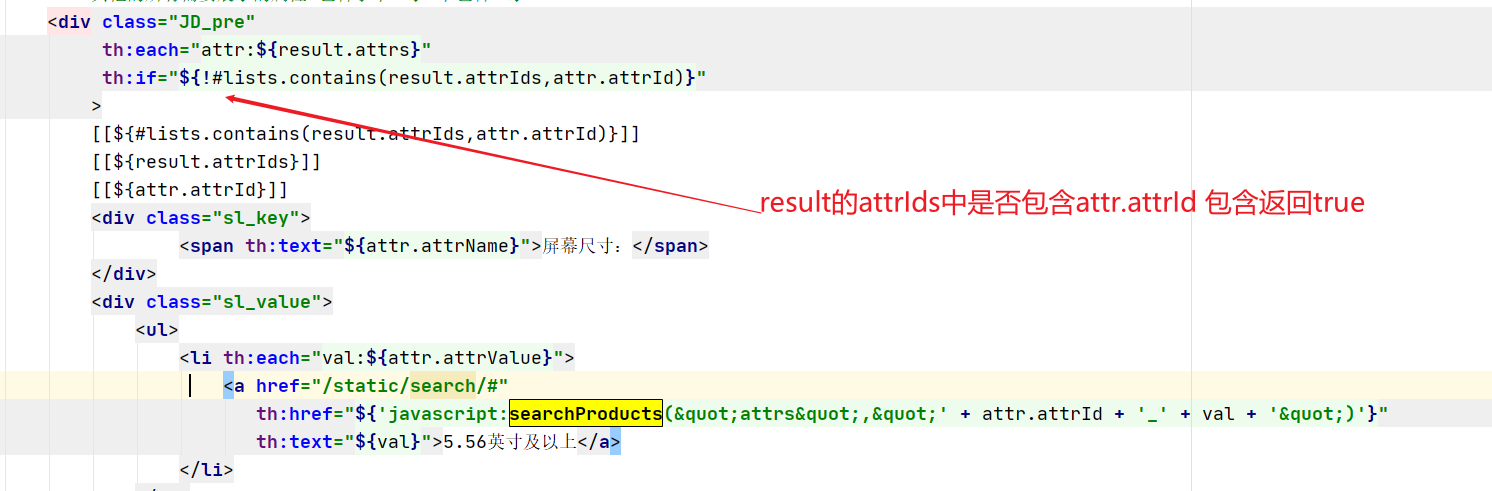 <div class="JD_pre"
th:each="attr:${result.attrs}"
th:if="${!#lists.contains(result.attrIds,attr.attrId)}"
>
[[${#lists.contains(result.attrIds,attr.attrId)}]]
[[${result.attrIds}]]
[[${attr.attrId}]]
result的attrIds中是否包含attr.attrId 包含返回true
<div class="sl_key">
<span th:text="${attr.attrName}">屏幕尺寸：</span>
</div>
<div class="sl_value">
<ul>
<li th:each="val:${attr.attrValue}">
<a href="/static/search/#"
th:href="${'javascript:searchProducts(&quot;attrs&quot;,&quot;' + attr.attrId + '_' + val + '&quot;)'}"
th:text="${val}">5.56英寸及以上</a>
</li>